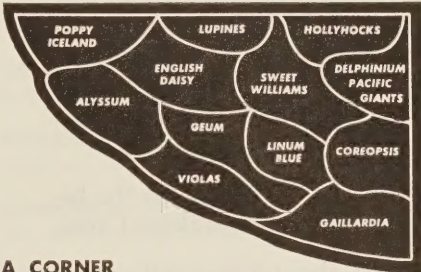 POPPY
ICELAND
LUPINES
HOLLYHOCKS
ENGLISH
DAISY
SWEET
WILLIAMS
DELPHINIUM
PACIFIC
GIANTS
ALYSSUM
GEUM
LINUM
BLUE
COREOPSIS
VIOLAS
GAILLARDIA
A CORNER